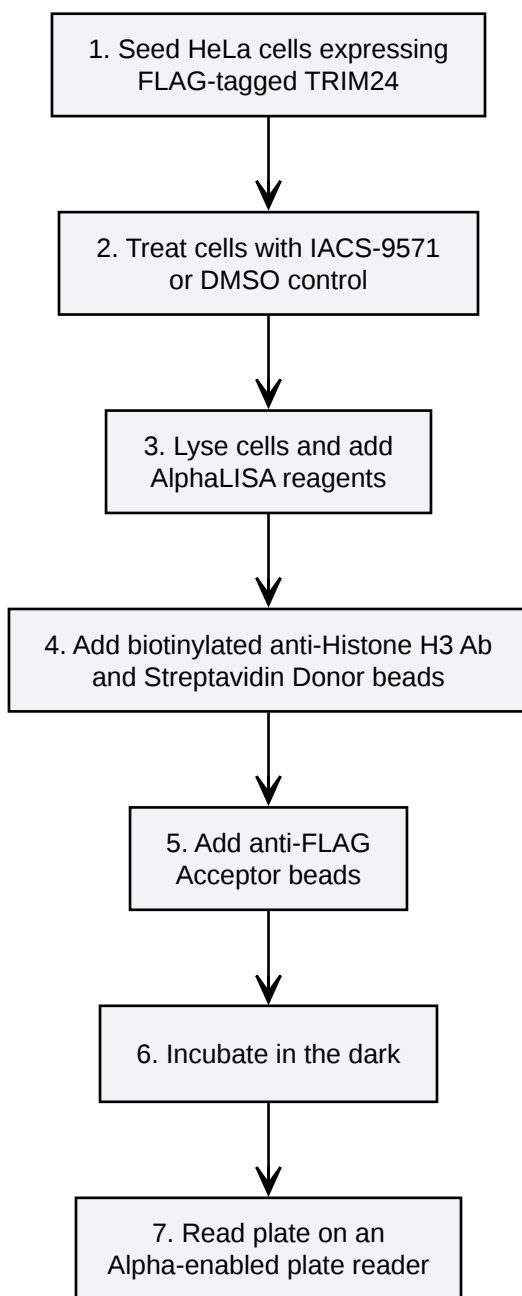 1. Seed HeLa cells expressing
FLAG-tagged TRIM24
2. Treat cells with IACS-9571
or DMSO control
3. Lyse cells and add
AlphaLISA reagents
4. Add biotinylated anti-Histone H3 Ab
and Streptavidin Donor beads
5. Add anti-FLAG
Acceptor beads
6. Incubate in the dark
7. Read plate on an
Alpha-enabled plate reader